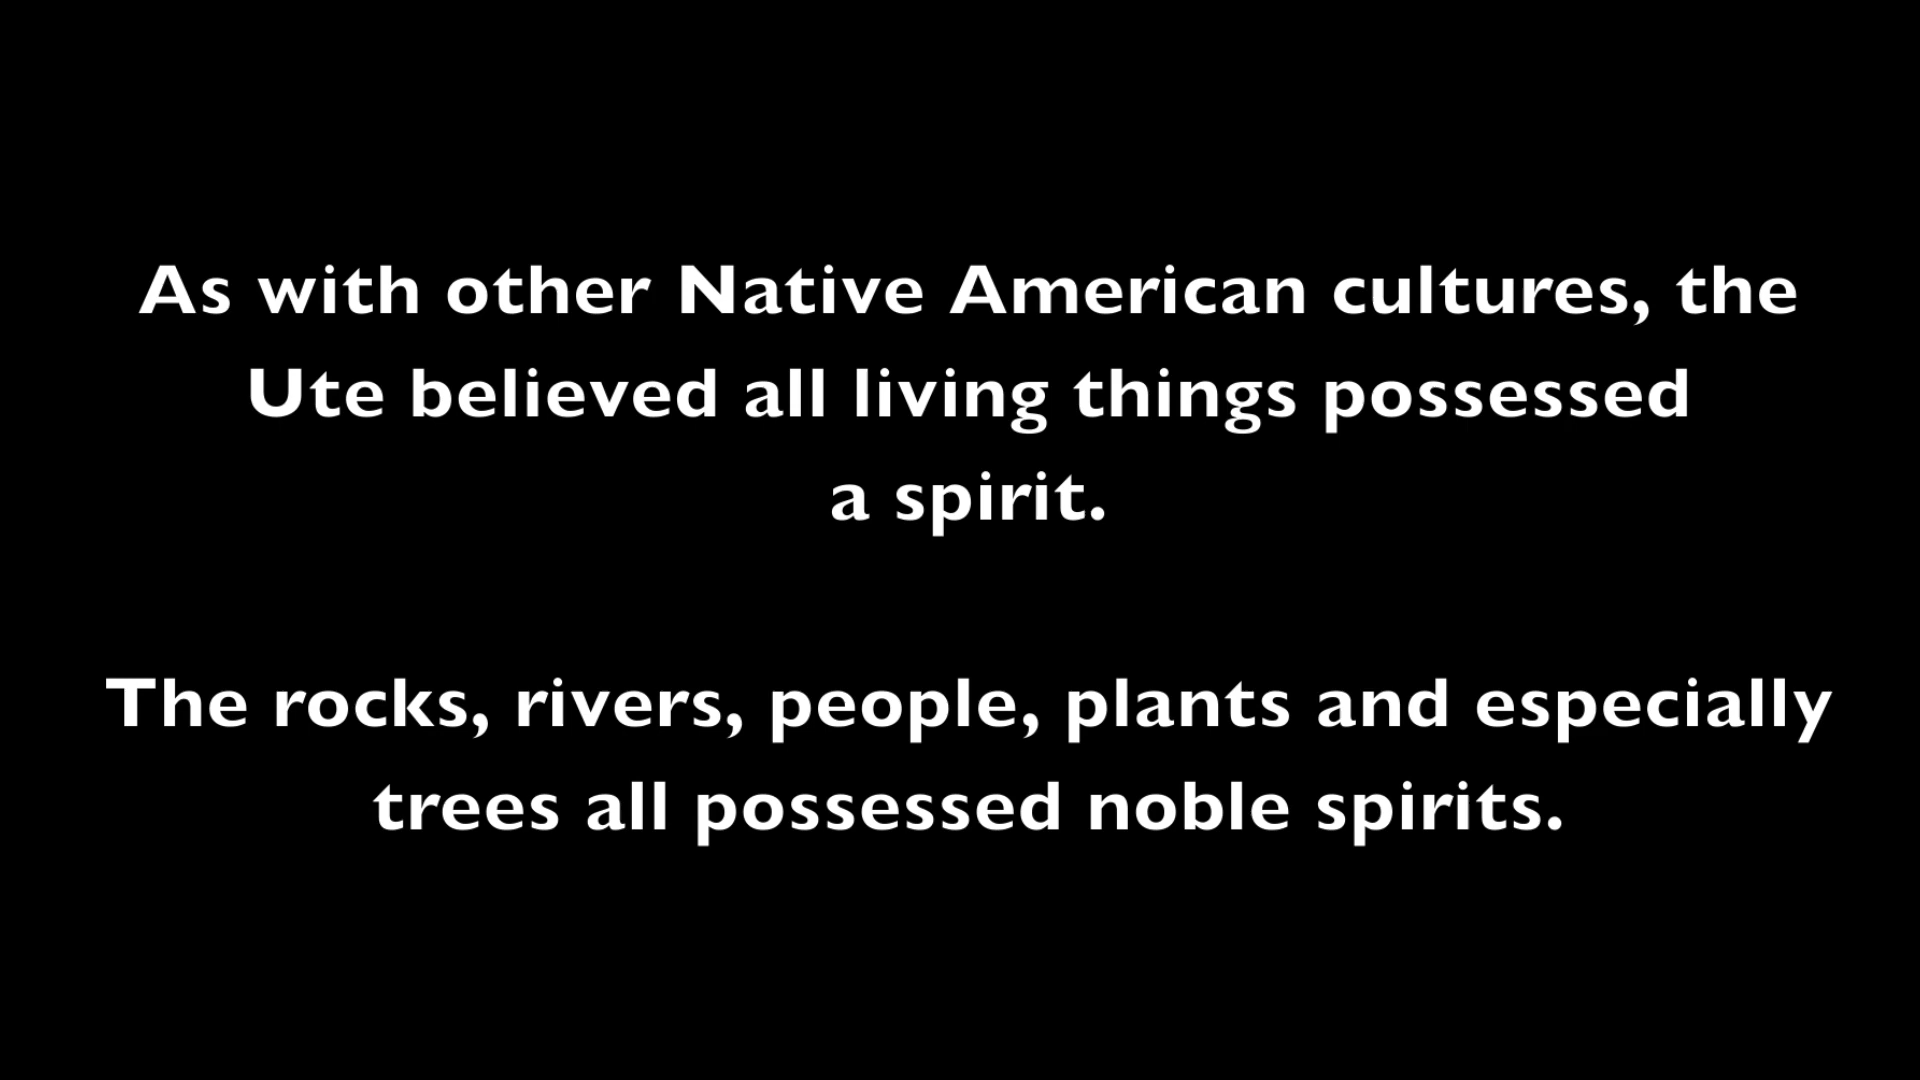 As with other Native American cultures, the
Ute believed all living things possessed
a spirit.
The rocks, rivers, people, plants and especially
trees all possessed noble spirits.